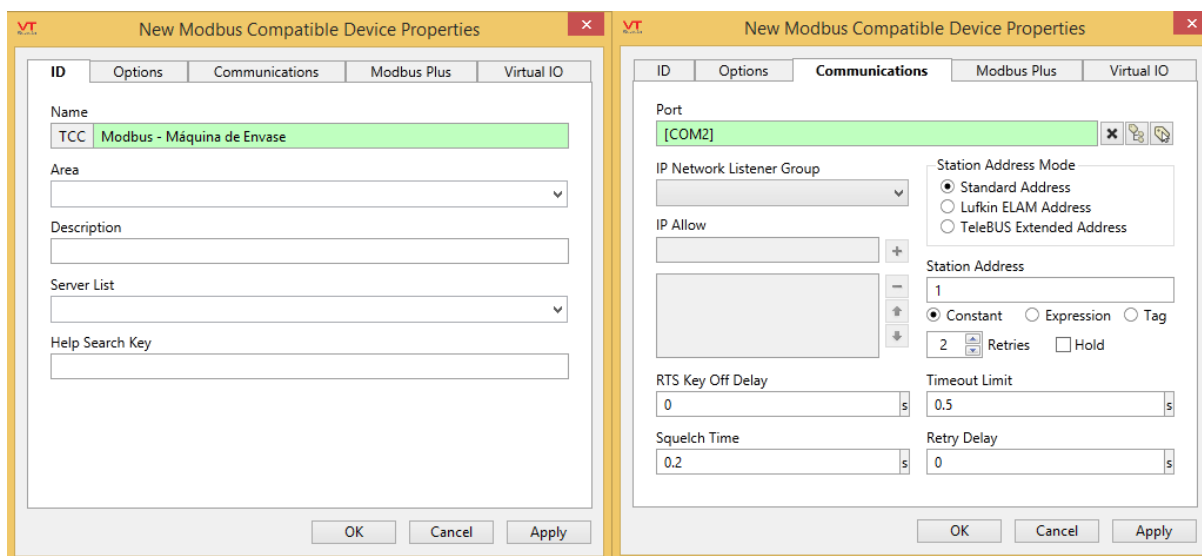 VT
New Modbus Compatible Device Properties
ID Options Communications Modbus Plus Virtual IO
Name
TCC Modbus - Máquina de Envase
Area
Description
Server List
Help Search Key
OK Cancel Apply
VT
New Modbus Compatible Device Properties
ID Options Communications Modbus Plus Virtual IO
Port
[COM2]
IP Network Listener Group
Station Address Mode
Standard Address
Lufkin ELAM Address
TeleBUS Extended Address
IP Allow
Station Address
1
Constant Expression Tag
2 Retries Hold
RTS Key Off Delay
0 s
Timeout Limit
0.5 s
Squelch Time
0.2 s
Retry Delay
0 s
OK Cancel Apply